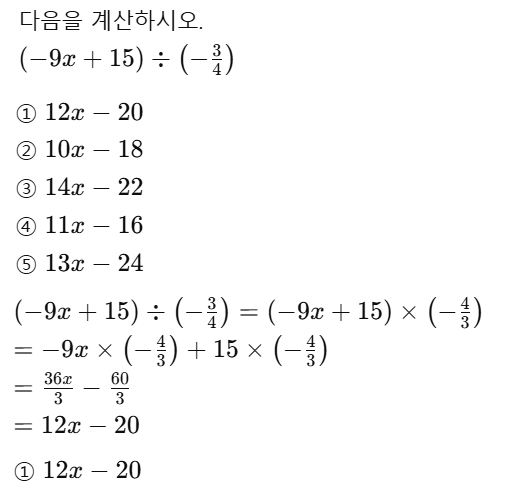 다음을 계산하시오.
(−9x + 15) ÷ (−3/4)
① 12x − 20
② 10x − 18
③ 14x − 22
④ 11x − 16
⑤ 13x − 24
(−9x + 15) ÷ (−3/4) = (−9x + 15) × (−4/3)
= −9x × (−4/3) + 15 × (−4/3)
= 36x/3 − 60/3
= 12x − 20
① 12x − 20